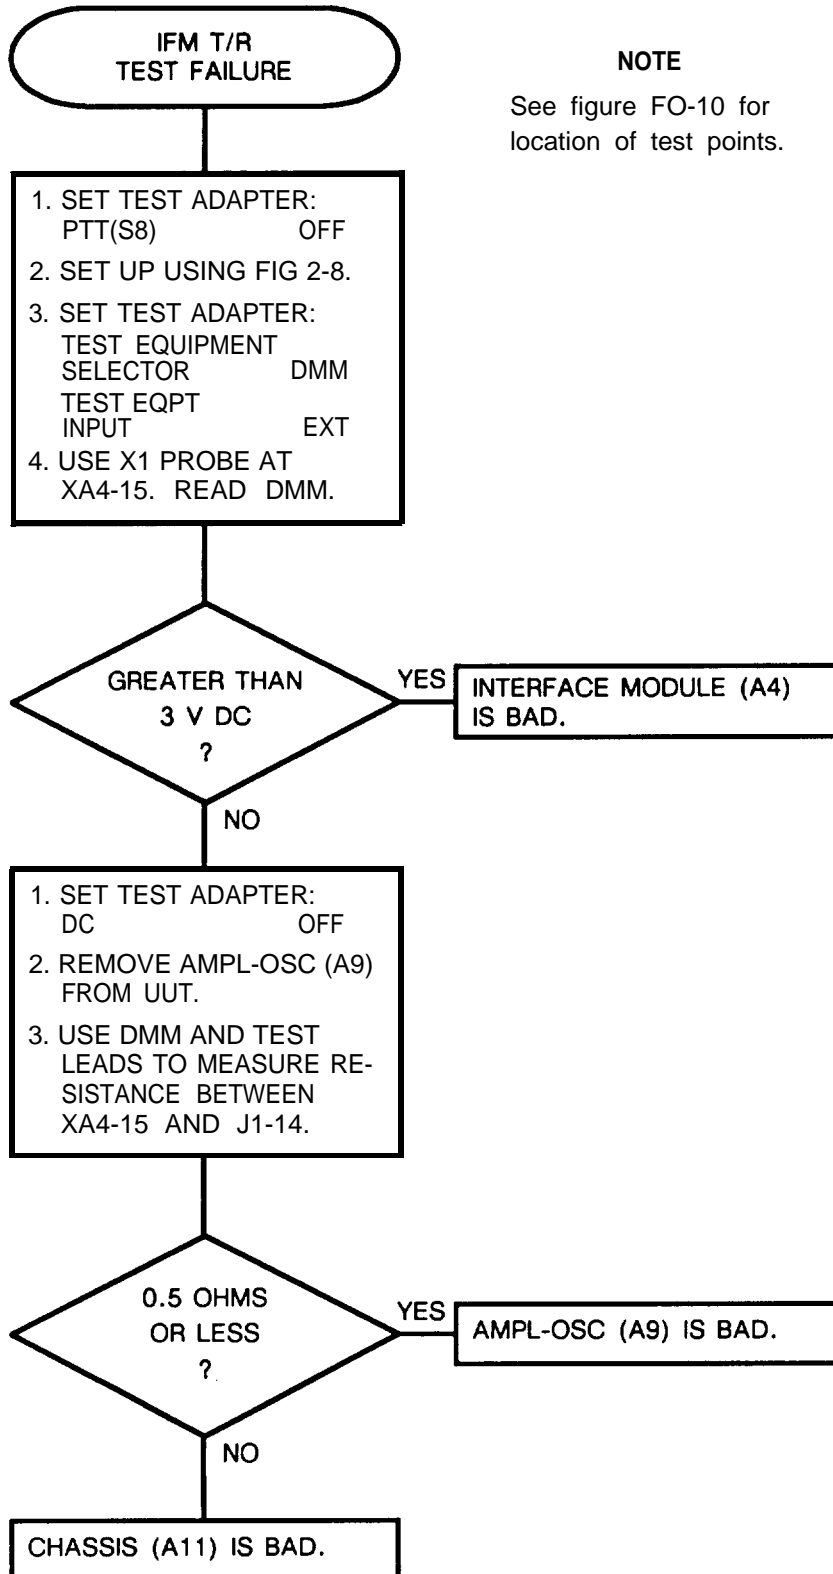 IFM T/R
TEST FAILURE
NOTE
See figure FO-10 for
location of test points.
1. SET TEST ADAPTER:
PTT(S8) OFF
2. SET UP USING FIG 2-8.
3. SET TEST ADAPTER:
TEST EQUIPMENT
SELECTOR DMM
TEST EQPT
INPUT EXT
4. USE X1 PROBE AT
XA4-15. READ DMM.
GREATER THAN
3 V DC
?
YES
INTERFACE MODULE (A4)
IS BAD.
NO
1. SET TEST ADAPTER:
DC OFF
2. REMOVE AMPL-OSC (A9)
FROM UUT.
3. USE DMM AND TEST
LEADS TO MEASURE RE-
SISTANCE BETWEEN
XA4-15 AND J1-14.
0.5 OHMS
OR LESS
?
YES
AMPL-OSC (A9) IS BAD.
NO
CHASSIS (A11) IS BAD.